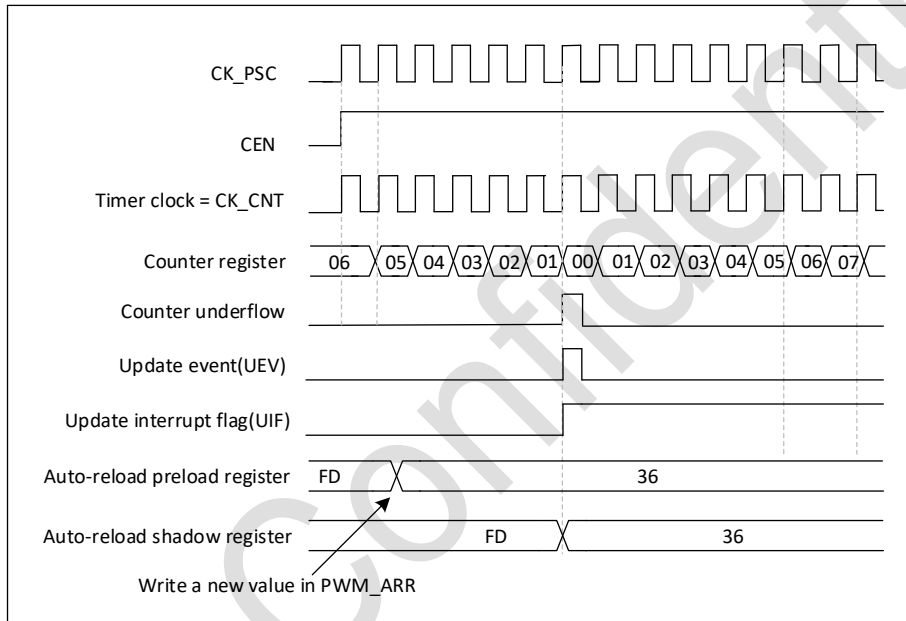 CK_PSC
CEN
Timer clock = CK_CNT
Counter register 06 05 04 03 02 01 00 01 02 03 04 05 06 07
Counter underflow
Update event(UEV)
Update interrupt flag(UIF)
Auto-reload preload register FD 36
Auto-reload shadow register FD 36
Write a new value in PWM_ARR
Confidenti